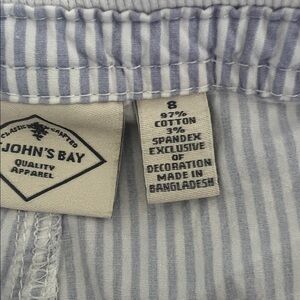 CLASSIC CRAFTED
JOHN'S BAY
QUALITY
APPAREL
8
97%
COTTON
3%
SPANDEX
EXCLUSIVE
OF
DECORATION
MADE IN
BANGLADESH